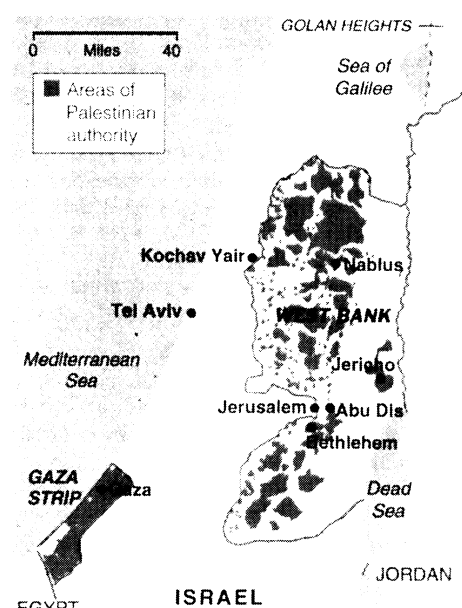 0 40
Miles
Areas of
Palestinian
authority
GOLAN HEIGHTS
Sea of
Galilee
Kochav Yair
Nablus
Tel Aviv
WEST BANK
Mediterranean
Sea
Jericho
Jerusalem
Abu Dis
Bethlehem
GAZA
STRIP
Gaza
Dead
Sea
JORDAN
ISRAEL
EGYPT